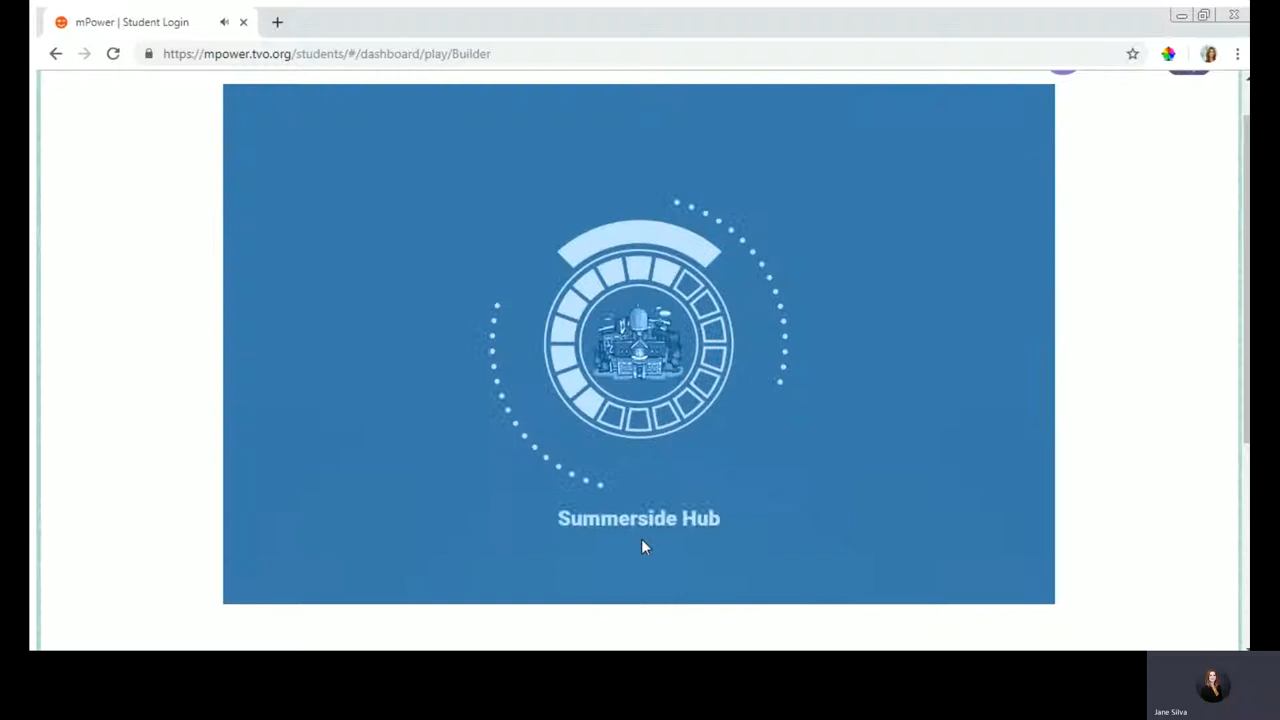 mPower | Student Login
https://mpower.tvo.org/students/#/dashboard/play/Builder
Summerside Hub
Jane Silva